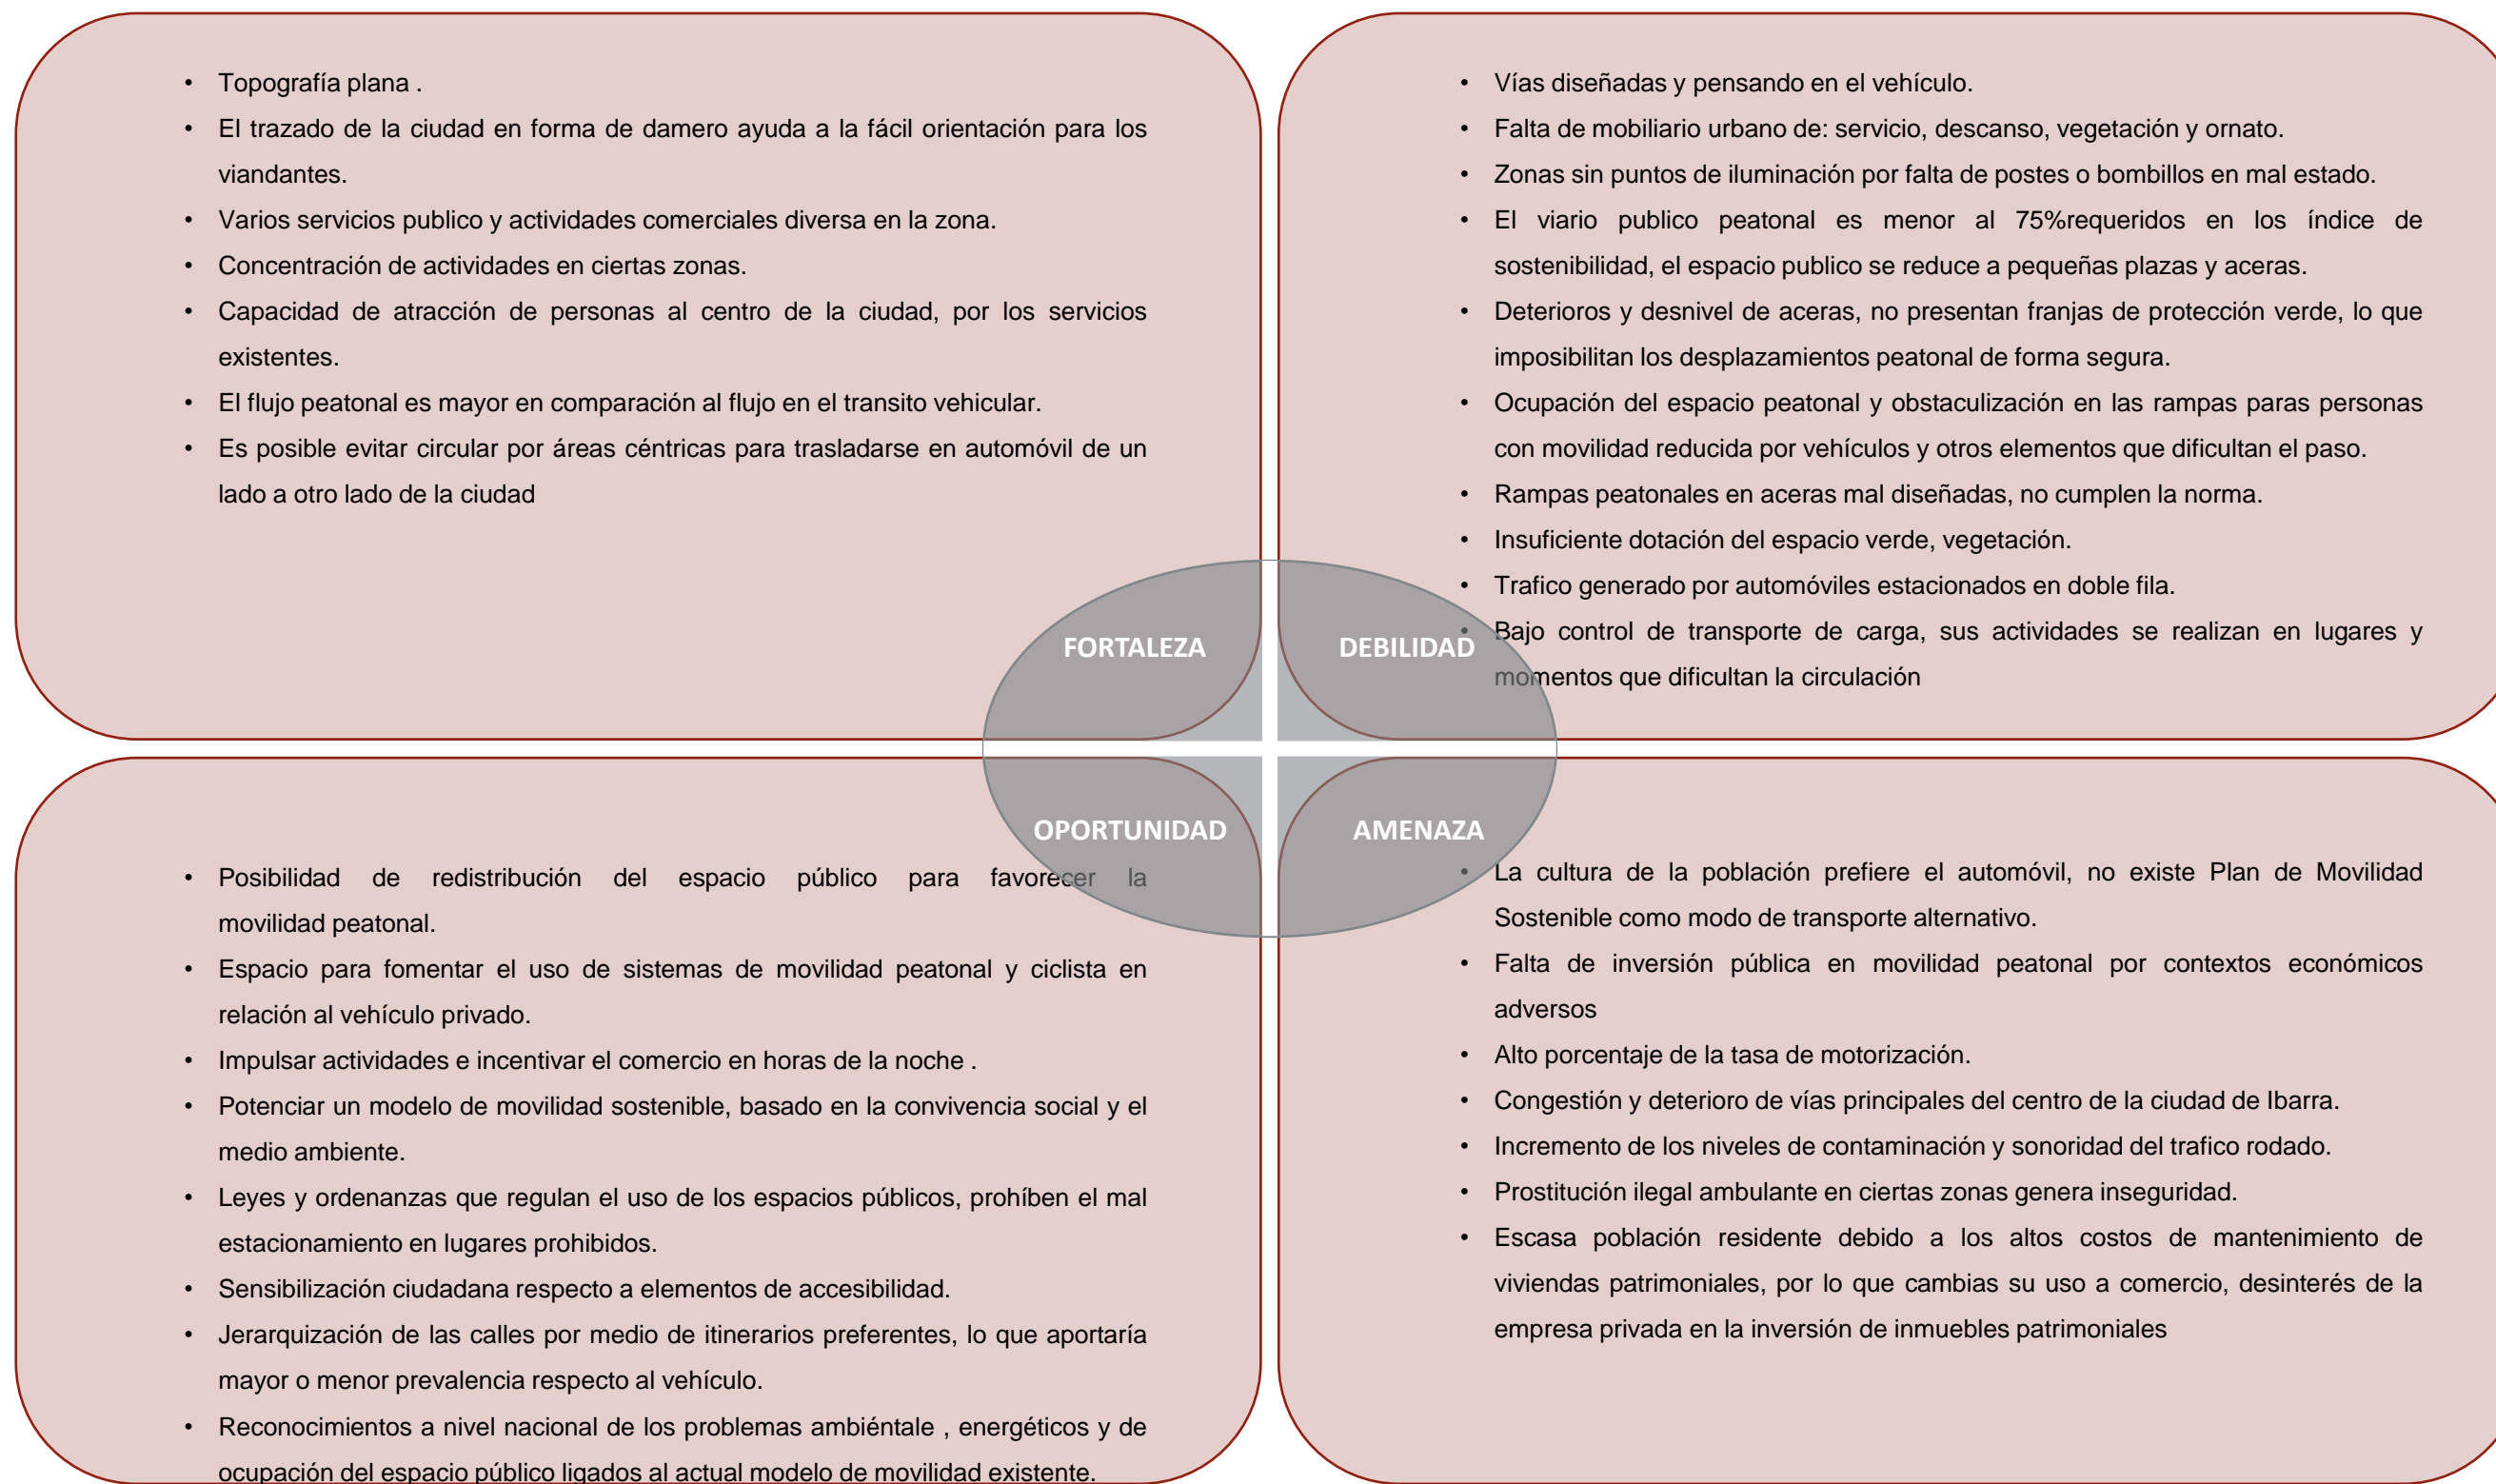 • Topografía plana .
• El trazado de la ciudad en forma de damero ayuda a la fácil orientación para los
viandantes.
• Varios servicios publico y actividades comerciales diversa en la zona.
• Concentración de actividades en ciertas zonas.
• Capacidad de atracción de personas al centro de la ciudad, por los servicios
existentes.
• El flujo peatonal es mayor en comparación al flujo en el transito vehicular.
• Es posible evitar circular por áreas céntricas para trasladarse en automóvil de un
lado a otro lado de la ciudad
FORTALEZA
• Vías diseñadas y pensando en el vehículo.
• Falta de mobiliario urbano de: servicio, descanso, vegetación y ornato.
• Zonas sin puntos de iluminación por falta de postes o bombillos en mal estado.
• El viario publico peatonal es menor al 75%requeridos en los índice de
sostenibilidad, el espacio publico se reduce a pequeñas plazas y aceras.
• Deterioros y desnivel de aceras, no presentan franjas de protección verde, lo que
imposibilitan los desplazamientos peatonal de forma segura.
• Ocupación del espacio peatonal y obstaculización en las rampas paras personas
con movilidad reducida por vehículos y otros elementos que dificultan el paso.
• Rampas peatonales en aceras mal diseñadas, no cumplen la norma.
• Insuficiente dotación del espacio verde, vegetación.
• Trafico generado por automóviles estacionados en doble fila.
• Bajo control de transporte de carga, sus actividades se realizan en lugares y
momentos que dificultan la circulación
DEBILIDAD
OPORTUNIDAD
• Posibilidad de redistribución del espacio público para favorecer la
movilidad peatonal.
• Espacio para fomentar el uso de sistemas de movilidad peatonal y ciclista en
relación al vehículo privado.
• Impulsar actividades e incentivar el comercio en horas de la noche .
• Potenciar un modelo de movilidad sostenible, basado en la convivencia social y el
medio ambiente.
• Leyes y ordenanzas que regulan el uso de los espacios públicos, prohíben el mal
estacionamiento en lugares prohibidos.
• Sensibilización ciudadana respecto a elementos de accesibilidad.
• Jerarquización de las calles por medio de itinerarios preferentes, lo que aportaría
mayor o menor prevalencia respecto al vehículo.
• Reconocimientos a nivel nacional de los problemas ambiéntale , energéticos y de
ocupación del espacio público ligados al actual modelo de movilidad existente.
AMENAZA
• La cultura de la población prefiere el automóvil, no existe Plan de Movilidad
Sostenible como modo de transporte alternativo.
• Falta de inversión pública en movilidad peatonal por contextos económicos
adversos
• Alto porcentaje de la tasa de motorización.
• Congestión y deterioro de vías principales del centro de la ciudad de Ibarra.
• Incremento de los niveles de contaminación y sonoridad del trafico rodado.
• Prostitución ilegal ambulante en ciertas zonas genera inseguridad.
• Escasa población residente debido a los altos costos de mantenimiento de
viviendas patrimoniales, por lo que cambias su uso a comercio, desinterés de la
empresa privada en la inversión de inmuebles patrimoniales